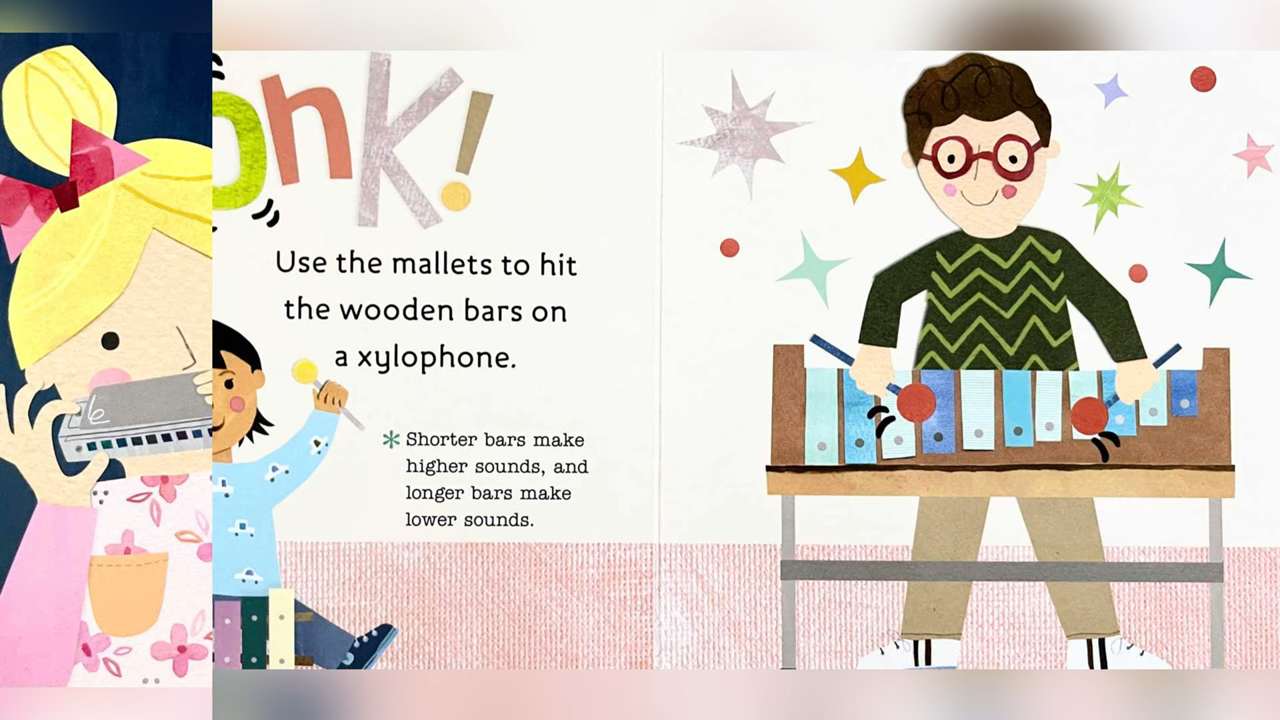 onk!
Use the mallets to hit
the wooden bars on
a xylophone.
* Shorter bars make
higher sounds, and
longer bars make
lower sounds.